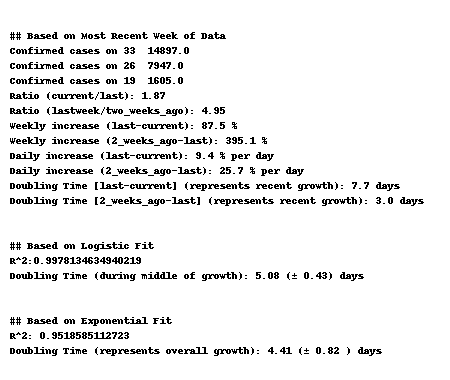 ## Based on Most Recent Week of Data
Confirmed cases on 33  14897.0
Confirmed cases on 26  7947.0
Confirmed cases on 19  1605.0
Ratio (current/last): 1.87
Ratio (lastweek/two_weeks_ago): 4.95
Weekly increase (last-current): 87.5 %
Weekly increase (2_weeks_ago-last): 395.1 %
Daily increase (last-current): 9.4 % per day
Daily increase (2_weeks_ago-last): 25.7 % per day
Doubling Time [last-current] (represents recent growth): 7.7 days
Doubling Time [2_weeks_ago-last] (represents recent growth): 3.0 days
## Based on Logistic Fit
R^2:0.9978134634940219
Doubling Time (during middle of growth): 5.08 (± 0.43) days
## Based on Exponential Fit
R^2: 0.9518585112723
Doubling Time (represents overall growth): 4.41 (± 0.82 ) days